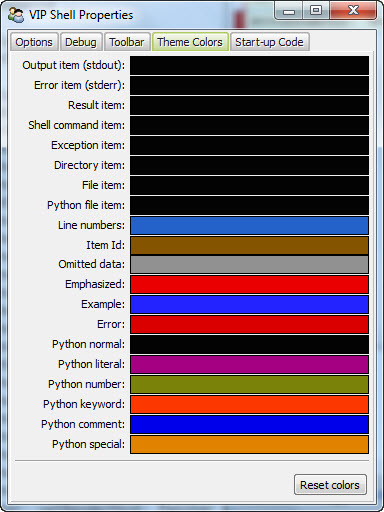 VIP Shell Properties
Options Debug Toolbar Theme Colors Start-up Code
Output item (stdout):
Error item (stderr):
Result item:
Shell command item:
Exception item:
Directory item:
File item:
Python file item:
Line numbers:
Item Id:
Omitted data:
Emphasized:
Example:
Error:
Python normal:
Python literal:
Python number:
Python keyword:
Python comment:
Python special:
Reset colors